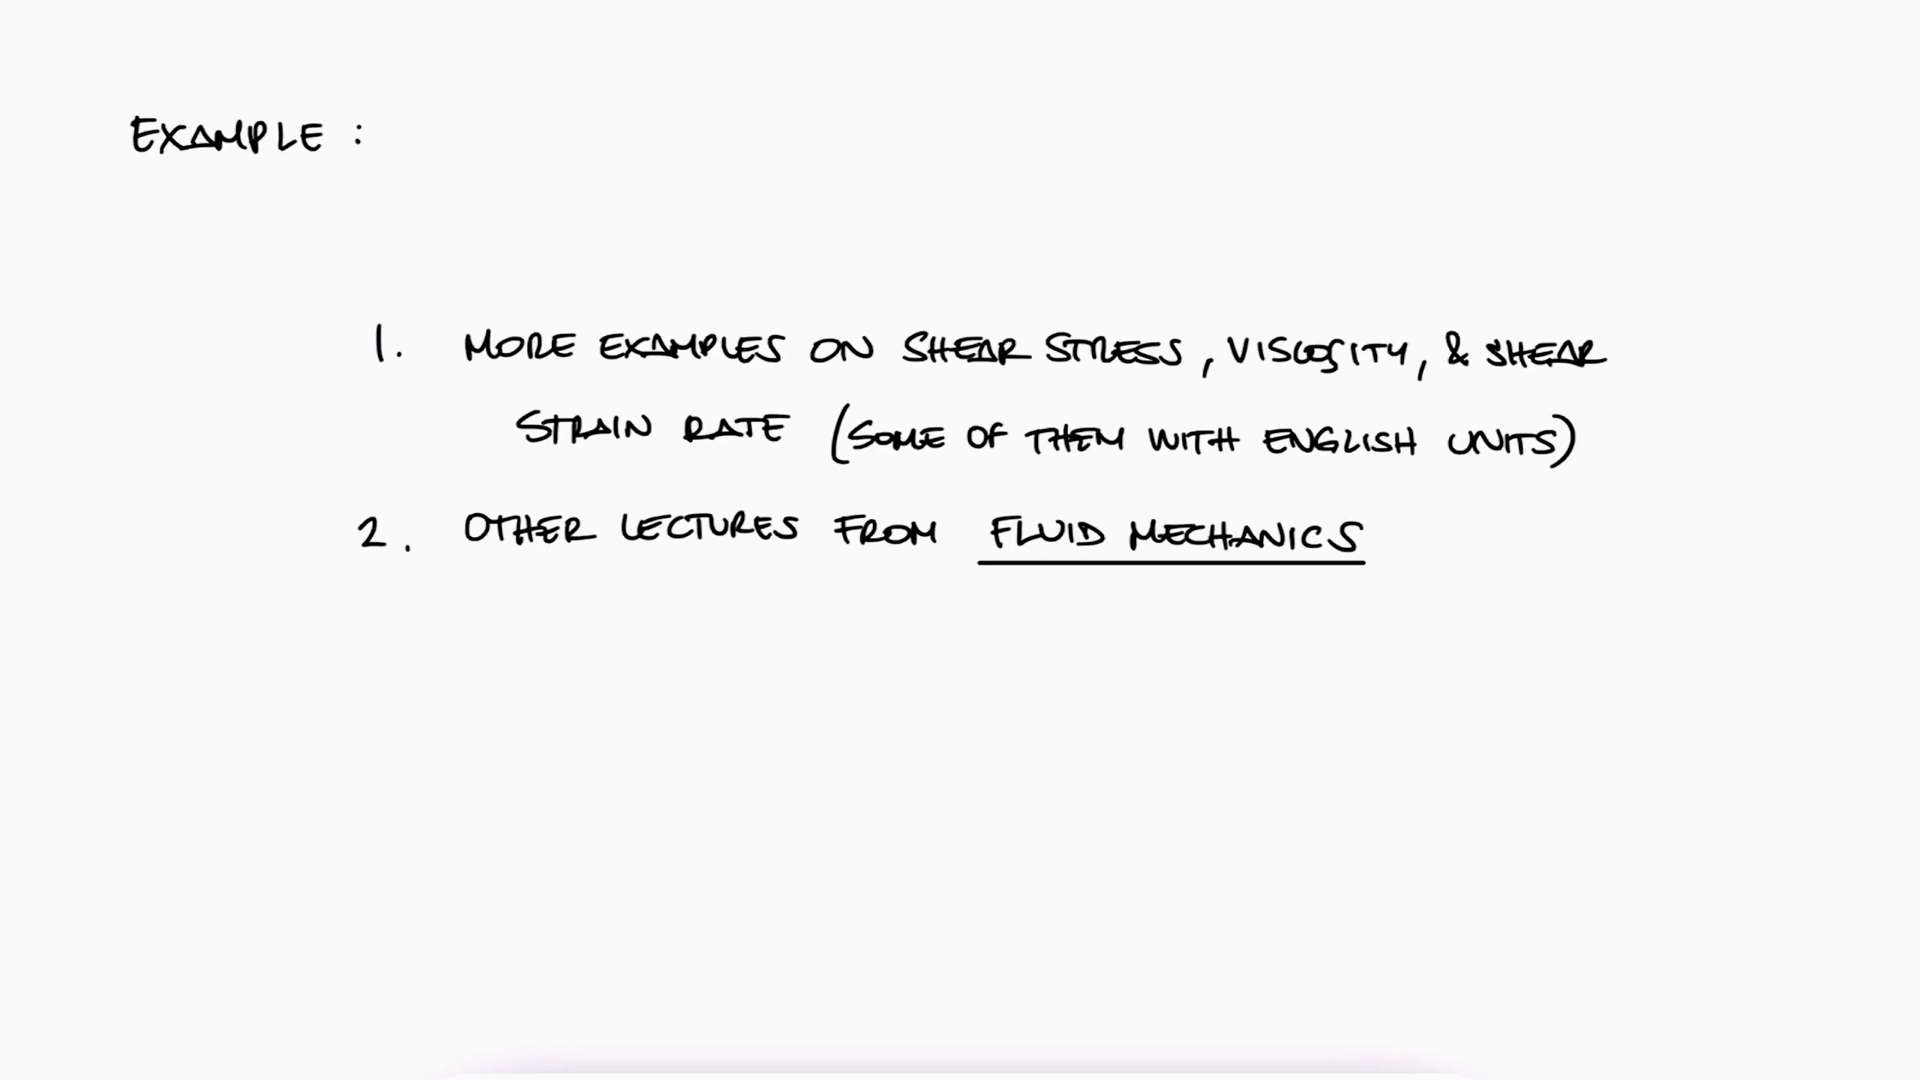 EXAMPLE :
1. MORE EXAMPLES ON SHEAR STRESS, VISCOSITY, & SHEAR
STRAIN RATE (SOME OF THEM WITH ENGLISH UNITS)
2. OTHER LECTURES FROM FLUID MECHANICS